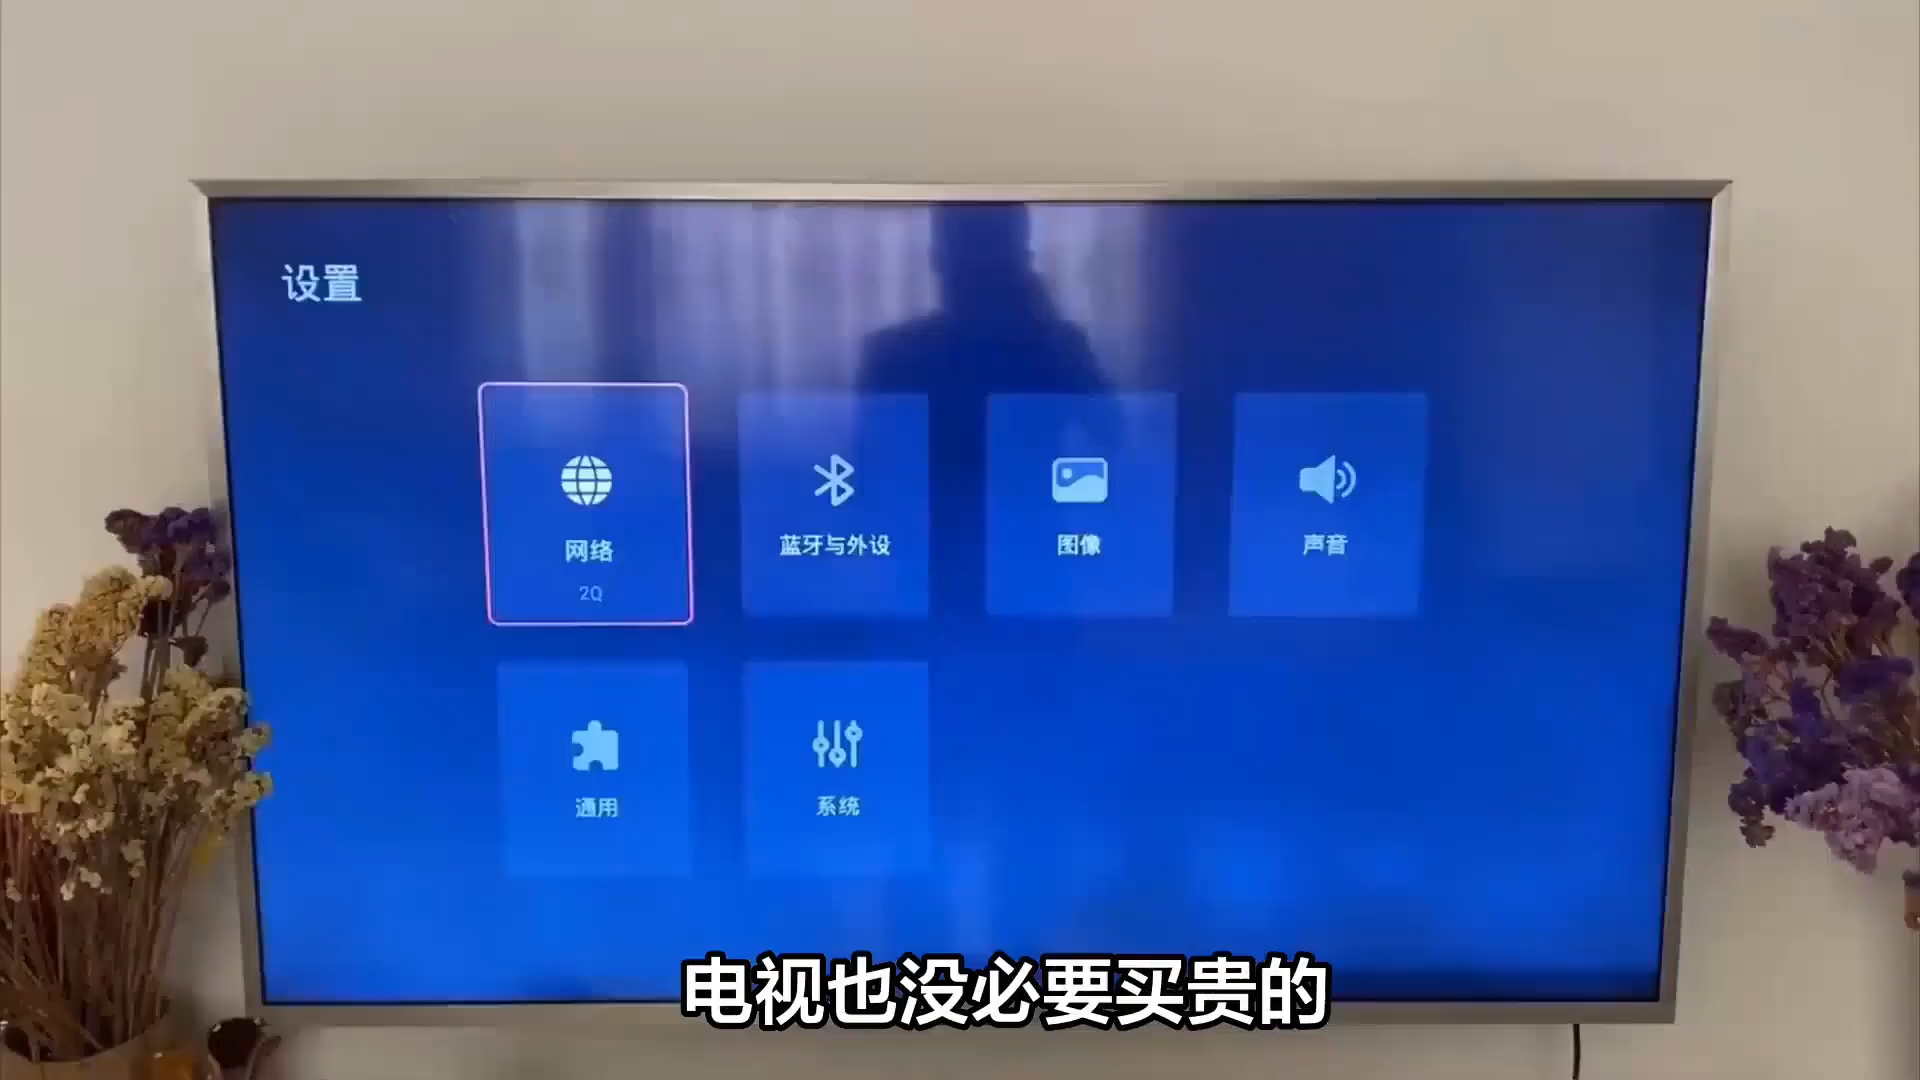 设置
网络
2Q
蓝牙与外设
图像
声音
通用
系统
电视也没必要买贵的